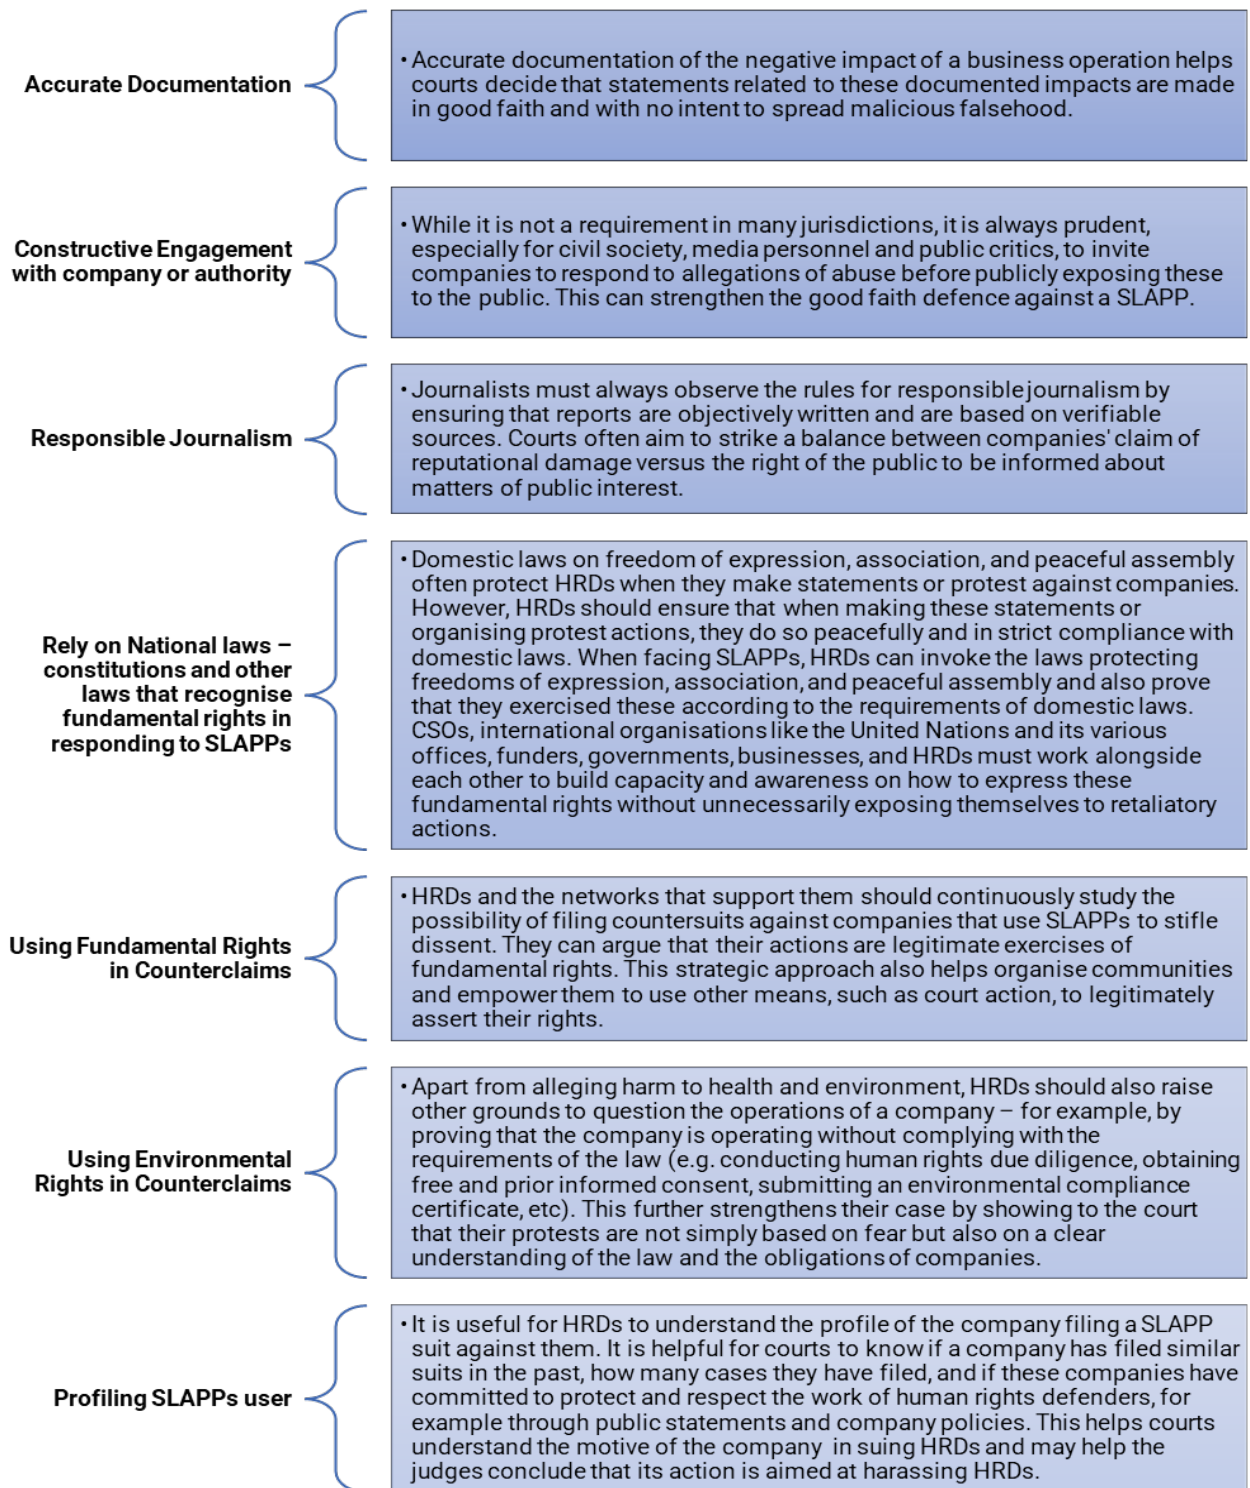 Accurate Documentation
• Accurate documentation of the negative impact of a business operation helps
courts decide that statements related to these documented impacts are made
in good faith and with no intent to spread malicious falsehood.
Constructive Engagement
with company or authority
• While it is not a requirement in many jurisdictions, it is always prudent,
especially for civil society, media personnel and public critics, to invite
companies to respond to allegations of abuse before publicly exposing these
to the public. This can strengthen the good faith defence against a SLAPP.
Responsible Journalism
• Journalists must always observe the rules for responsible journalism by
ensuring that reports are objectively written and are based on verifiable
sources. Courts often aim to strike a balance between companies' claim of
reputational damage versus the right of the public to be informed about
matters of public interest.
Rely on National laws –
constitutions and other
laws that recognise
fundamental rights in
responding to SLAPPs
• Domestic laws on freedom of expression, association, and peaceful assembly
often protect HRDs when they make statements or protest against companies.
However, HRDs should ensure that when making these statements or
organising protest actions, they do so peacefully and in strict compliance with
domestic laws. When facing SLAPPs, HRDs can invoke the laws protecting
freedoms of expression, association, and peaceful assembly and also prove
that they exercised these according to the requirements of domestic laws.
CSOs, international organisations like the United Nations and its various
offices, funders, governments, businesses, and HRDs must work alongside
each other to build capacity and awareness on how to express these
fundamental rights without unnecessarily exposing themselves to retaliatory
actions.
Using Fundamental Rights
in Counterclaims
• HRDs and the networks that support them should continuously study the
possibility of filing countersuits against companies that use SLAPPs to stifle
dissent. They can argue that their actions are legitimate exercises of
fundamental rights. This strategic approach also helps organise communities
and empower them to use other means, such as court action, to legitimately
assert their rights.
Using Environmental
Rights in Counterclaims
• Apart from alleging harm to health and environment, HRDs should also raise
other grounds to question the operations of a company – for example, by
proving that the company is operating without complying with the
requirements of the law (e.g. conducting human rights due diligence, obtaining
free and prior informed consent, submitting an environmental compliance
certificate, etc). This further strengthens their case by showing to the court
that their protests are not simply based on fear but also on a clear
understanding of the law and the obligations of companies.
Profiling SLAPPs user
• It is useful for HRDs to understand the profile of the company filing a SLAPP
suit against them. It is helpful for courts to know if a company has filed similar
suits in the past, how many cases they have filed, and if these companies have
committed to protect and respect the work of human rights defenders, for
example through public statements and company policies. This helps courts
understand the motive of the company in suing HRDs and may help the
judges conclude that its action is aimed at harassing HRDs.